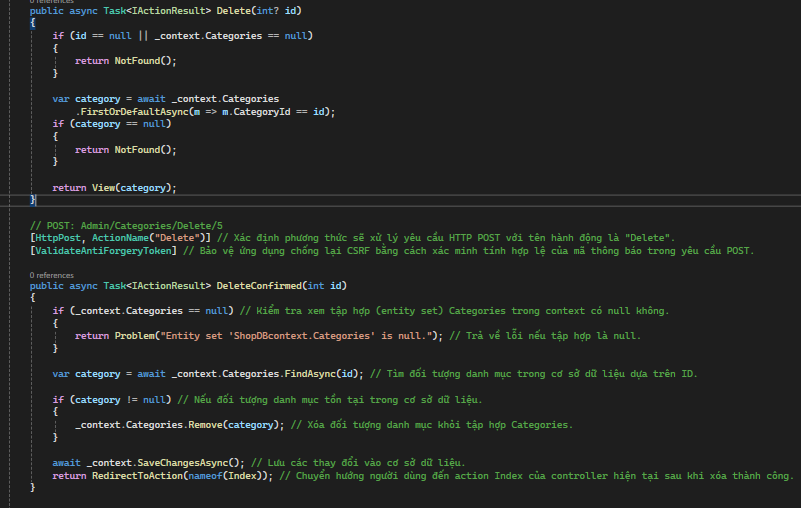 0 references
public async Task<IActionResult> Delete(int? id)
{
if (id == null || _context.Categories == null)
{
return NotFound();
}
var category = await _context.Categories
.FirstOrDefaultAsync(m => m.CategoryId == id);
if (category == null)
{
return NotFound();
}
return View(category);
}
// POST: Admin/Categories/Delete/5
[HttpPost, ActionName("Delete")] // Xác định phương thức sẽ xử lý yêu cầu HTTP POST với tên hành động là "Delete".
[ValidateAntiForgeryToken] // Bảo vệ ứng dụng chống lại CSRF bằng cách xác minh tính hợp lệ của mã thông báo trong yêu cầu POST.
0 references
public async Task<IActionResult> DeleteConfirmed(int id)
{
if (_context.Categories == null) // Kiểm tra xem tập hợp (entity set) Categories trong context có null không.
{
return Problem("Entity set 'ShopDBcontext.Categories' is null."); // Trả về lỗi nếu tập hợp là null.
}
var category = await _context.Categories.FindAsync(id); // Tìm đối tượng danh mục trong cơ sở dữ liệu dựa trên ID.
if (category != null) // Nếu đối tượng danh mục tồn tại trong cơ sở dữ liệu.
{
_context.Categories.Remove(category); // Xóa đối tượng danh mục khỏi tập hợp Categories.
}
await _context.SaveChangesAsync(); // Lưu các thay đổi vào cơ sở dữ liệu.
return RedirectToAction(nameof(Index)); // Chuyển hướng người dùng đến action Index của controller hiện tại sau khi xóa thành công.
}